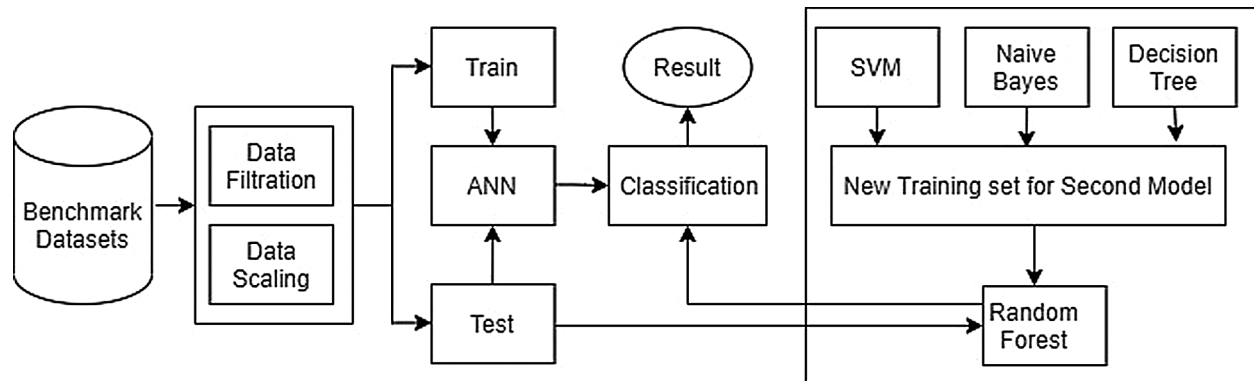 Benchmark
Datasets
Data
Filtration
Data
Scaling
Train
ANN
Test
Result
Classification
SVM
Naive
Bayes
Decision
Tree
New Training set for Second Model
Random
Forest